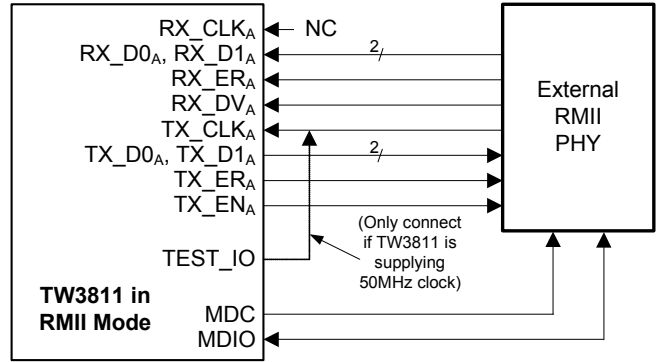 RX_CLKA NC
RX_D0A, RX_D1A 2
RX_ERA
RX_DVA
TX_CLKA
TX_D0A, TX_D1A 2
TX_ERA
TX_ENA
TEST_IO
TW3811 in
RMII Mode
MDC
MDIO
(Only connect
if TW3811 is
supplying
50MHz clock)
External
RMII
PHY